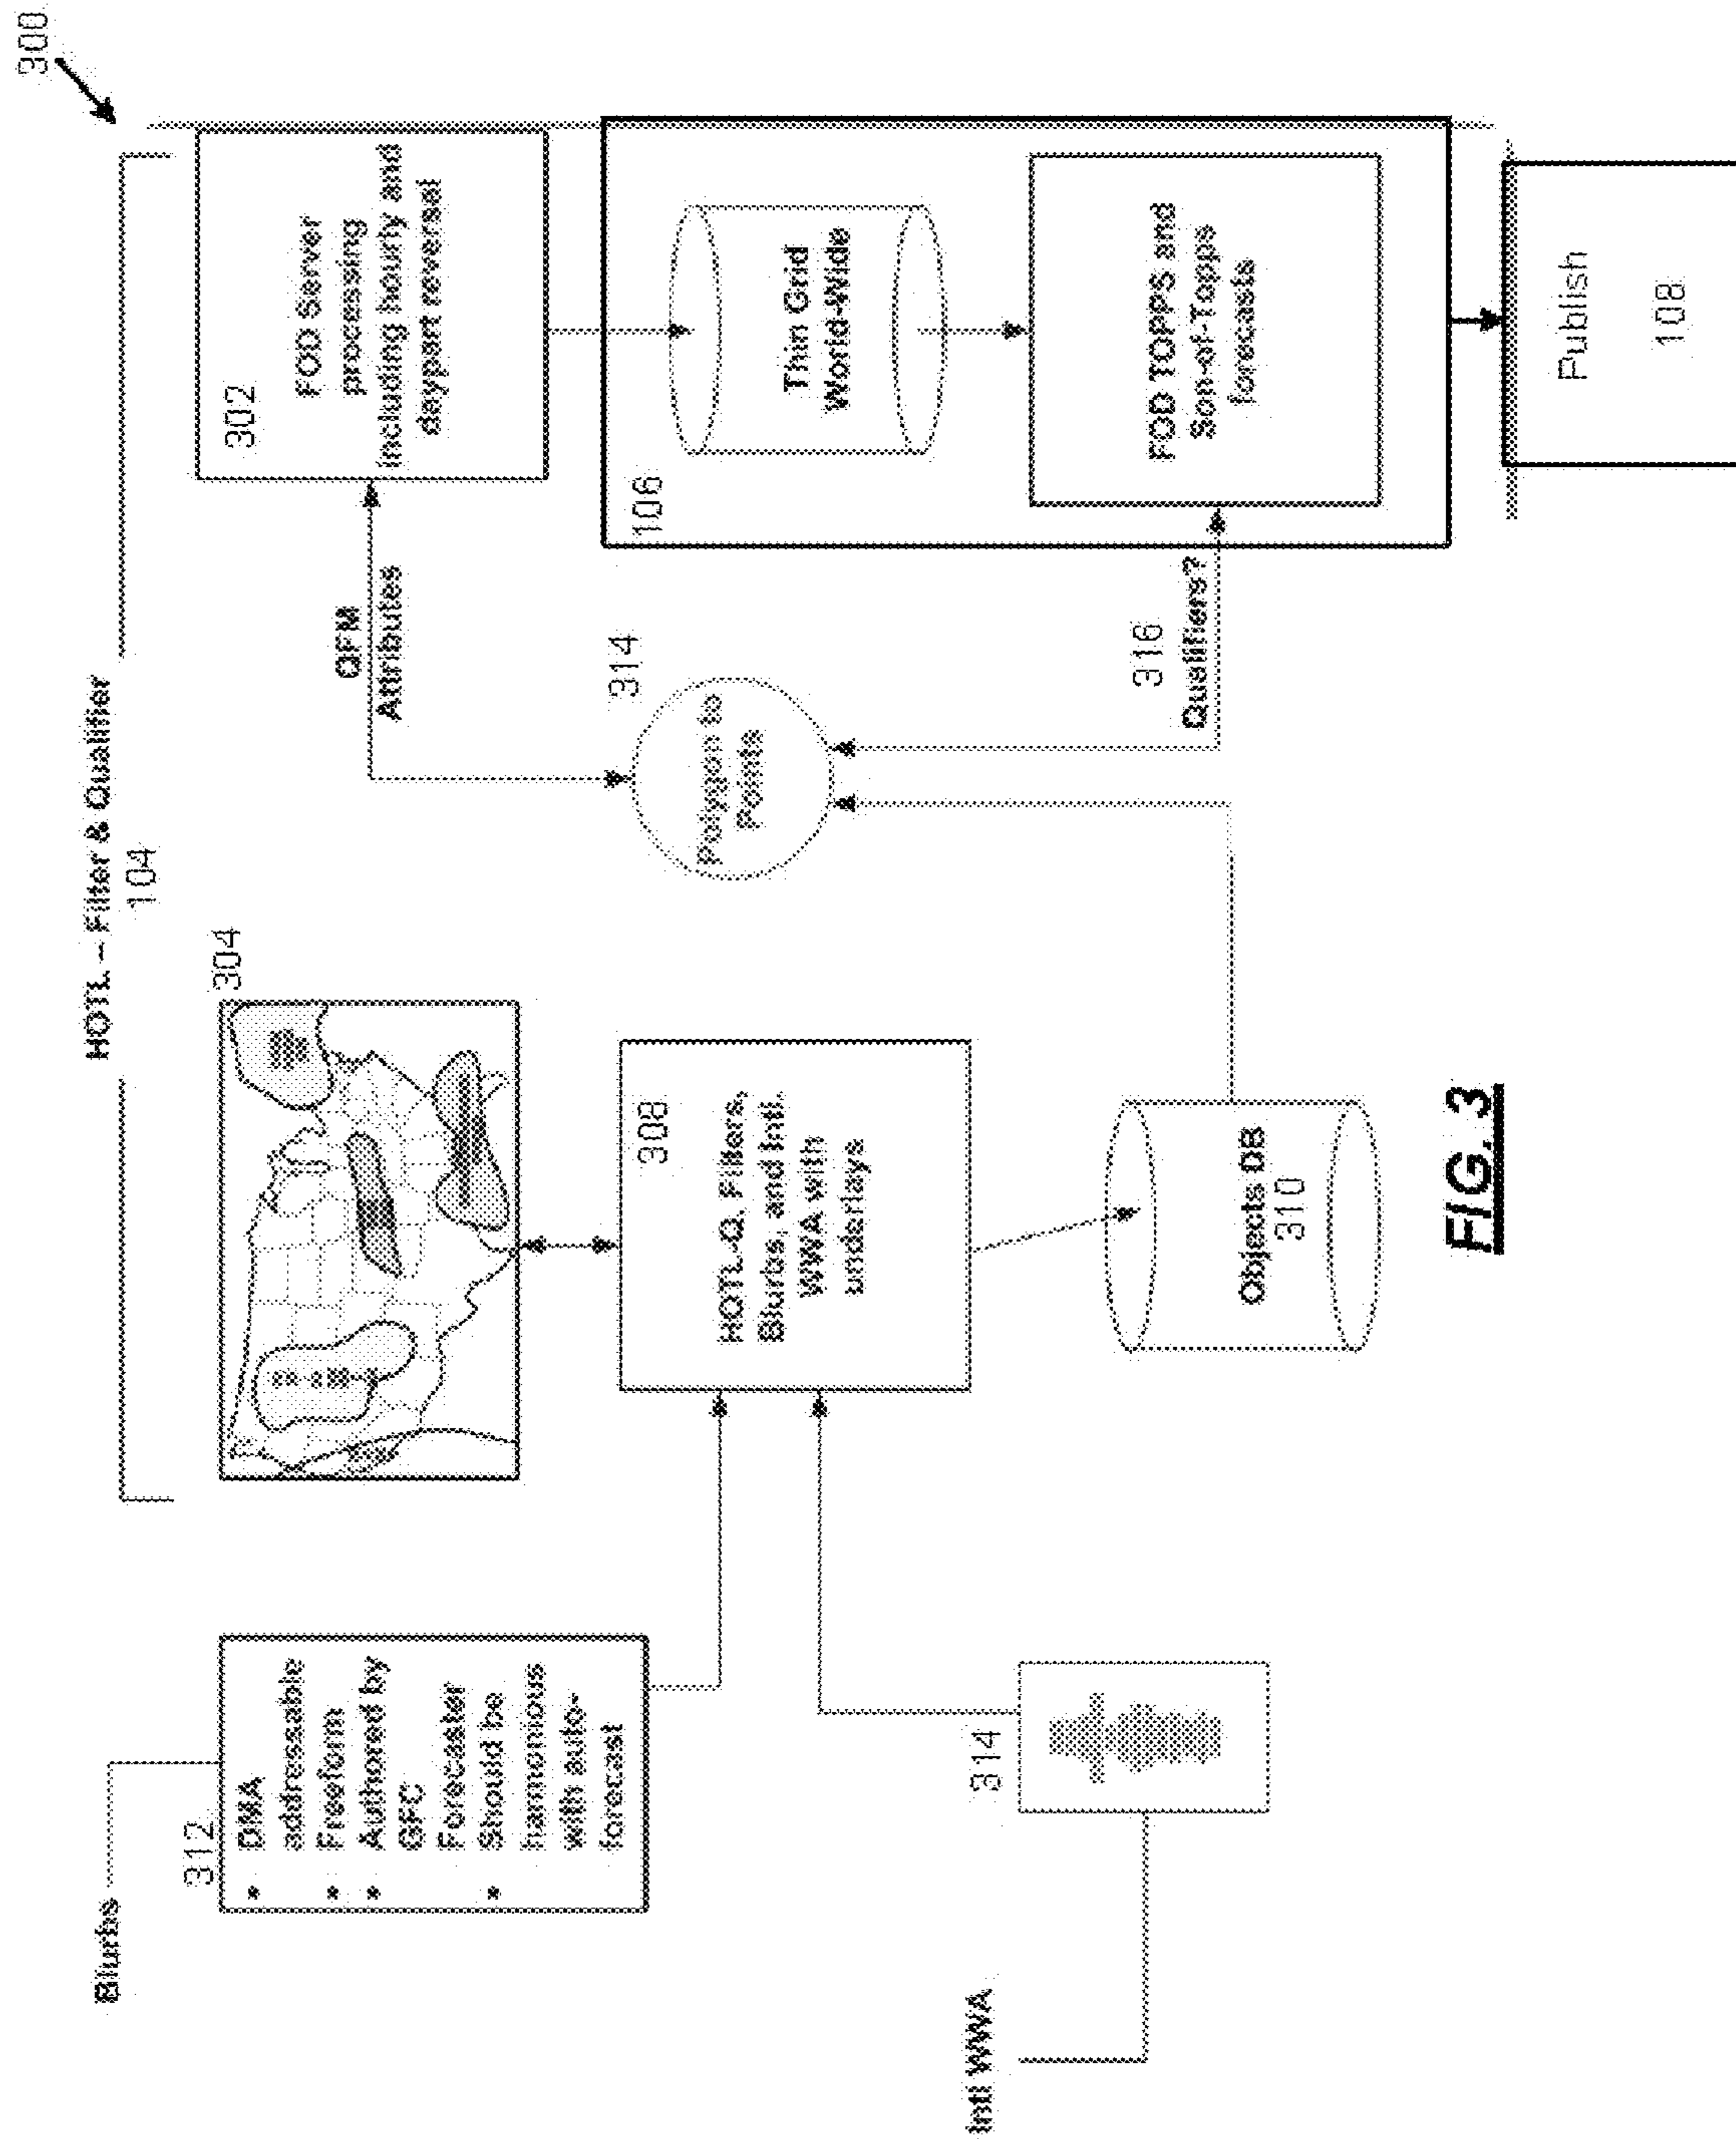 300
HOTL – Filter & Qualifier
104
Blurbs
312
• DMA
addressable
• Freeform
• Authored by
GFC
Forecaster
• Should be
harmonious
with auto-
forecast
304
302
FOD Server
processing
including hourly and
daypart reversal
QFM
Attributes
308
HOTL-Q, Filters,
Blurbs, and Intl.
WWA with
underlays
314
Polygon to
Points
106
Thin Grid
World-Wide
Intl WWA
314
Objects DB
310
316
Qualifiers?
FOD TOPPS and
Son-of-Topps
forecasts
Publish
108
FIG. 3